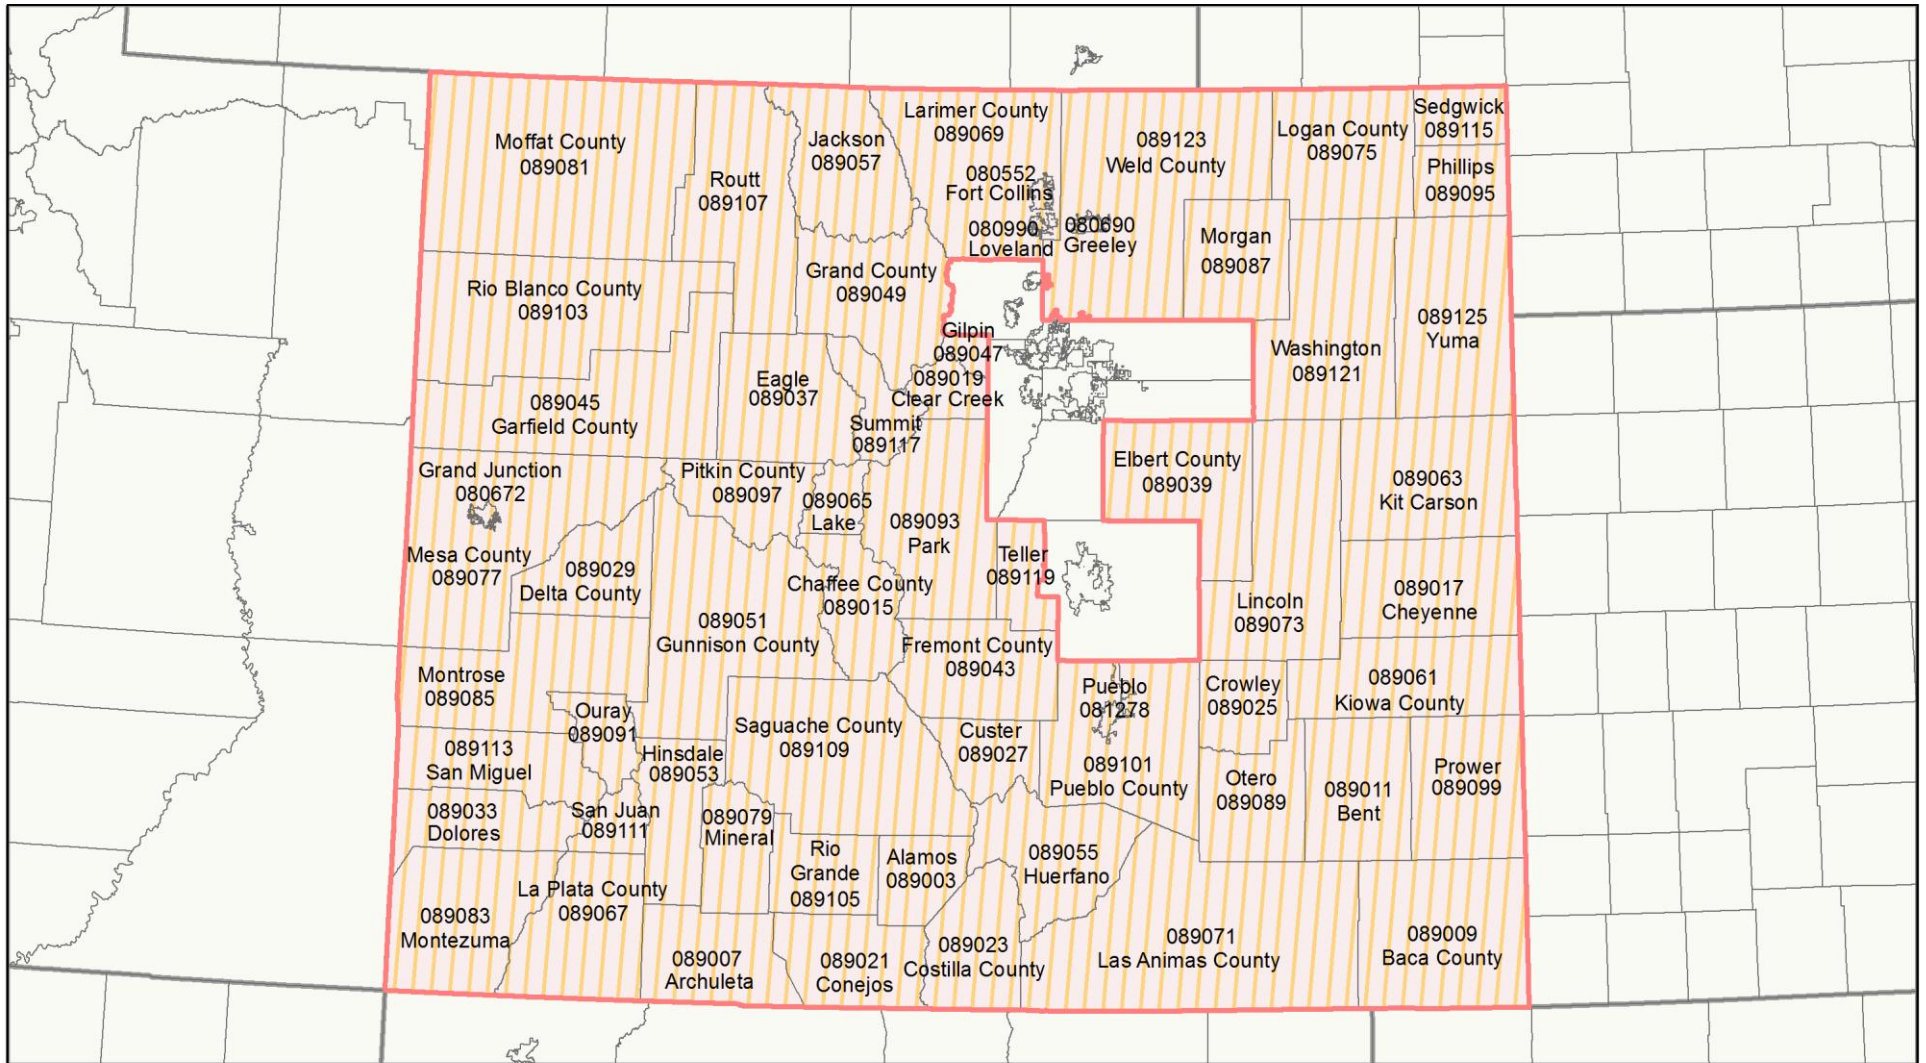 Moffat County
089081
Routt
089107
Jackson
089057
Larimer County
089069
080552
Fort Collins
080990
Loveland
089123
Weld County
080690
Greeley
Logan County
089075
Sedgwick
089115
Phillips
089095
Morgan
089087
Rio Blanco County
089103
Grand County
089049
Gilpin
089047
089019
Clear Creek
Washington
089121
089125
Yuma
089045
Garfield County
Eagle
089037
Summit
089117
Grand Junction
080672
Pitkin County
089097
089065
Lake
089093
Park
Elbert County
089039
089063
Kit Carson
Mesa County
089077
089029
Delta County
089051
Gunnison County
Chaffee County
089015
Teller
089119
Lincoln
089073
089017
Cheyenne
Montrose
089085
Ouray
089091
Fremont County
089043
Pueblo
081278
Crowley
089025
089061
Kiowa County
089113
San Miguel
Hinsdale
089053
Saguache County
089109
Custer
089027
089101
Pueblo County
Otero
089089
089011
Bent
Prower
089099
089033
Dolores
San Juan
089111
089079
Mineral
Rio
Grande
089105
Alamos
089003
089055
Huerfano
089083
Montezuma
La Plata County
089067
089007
Archuleta
089021
Conejos
089023
Costilla County
089071
Las Animas County
089009
Baca County